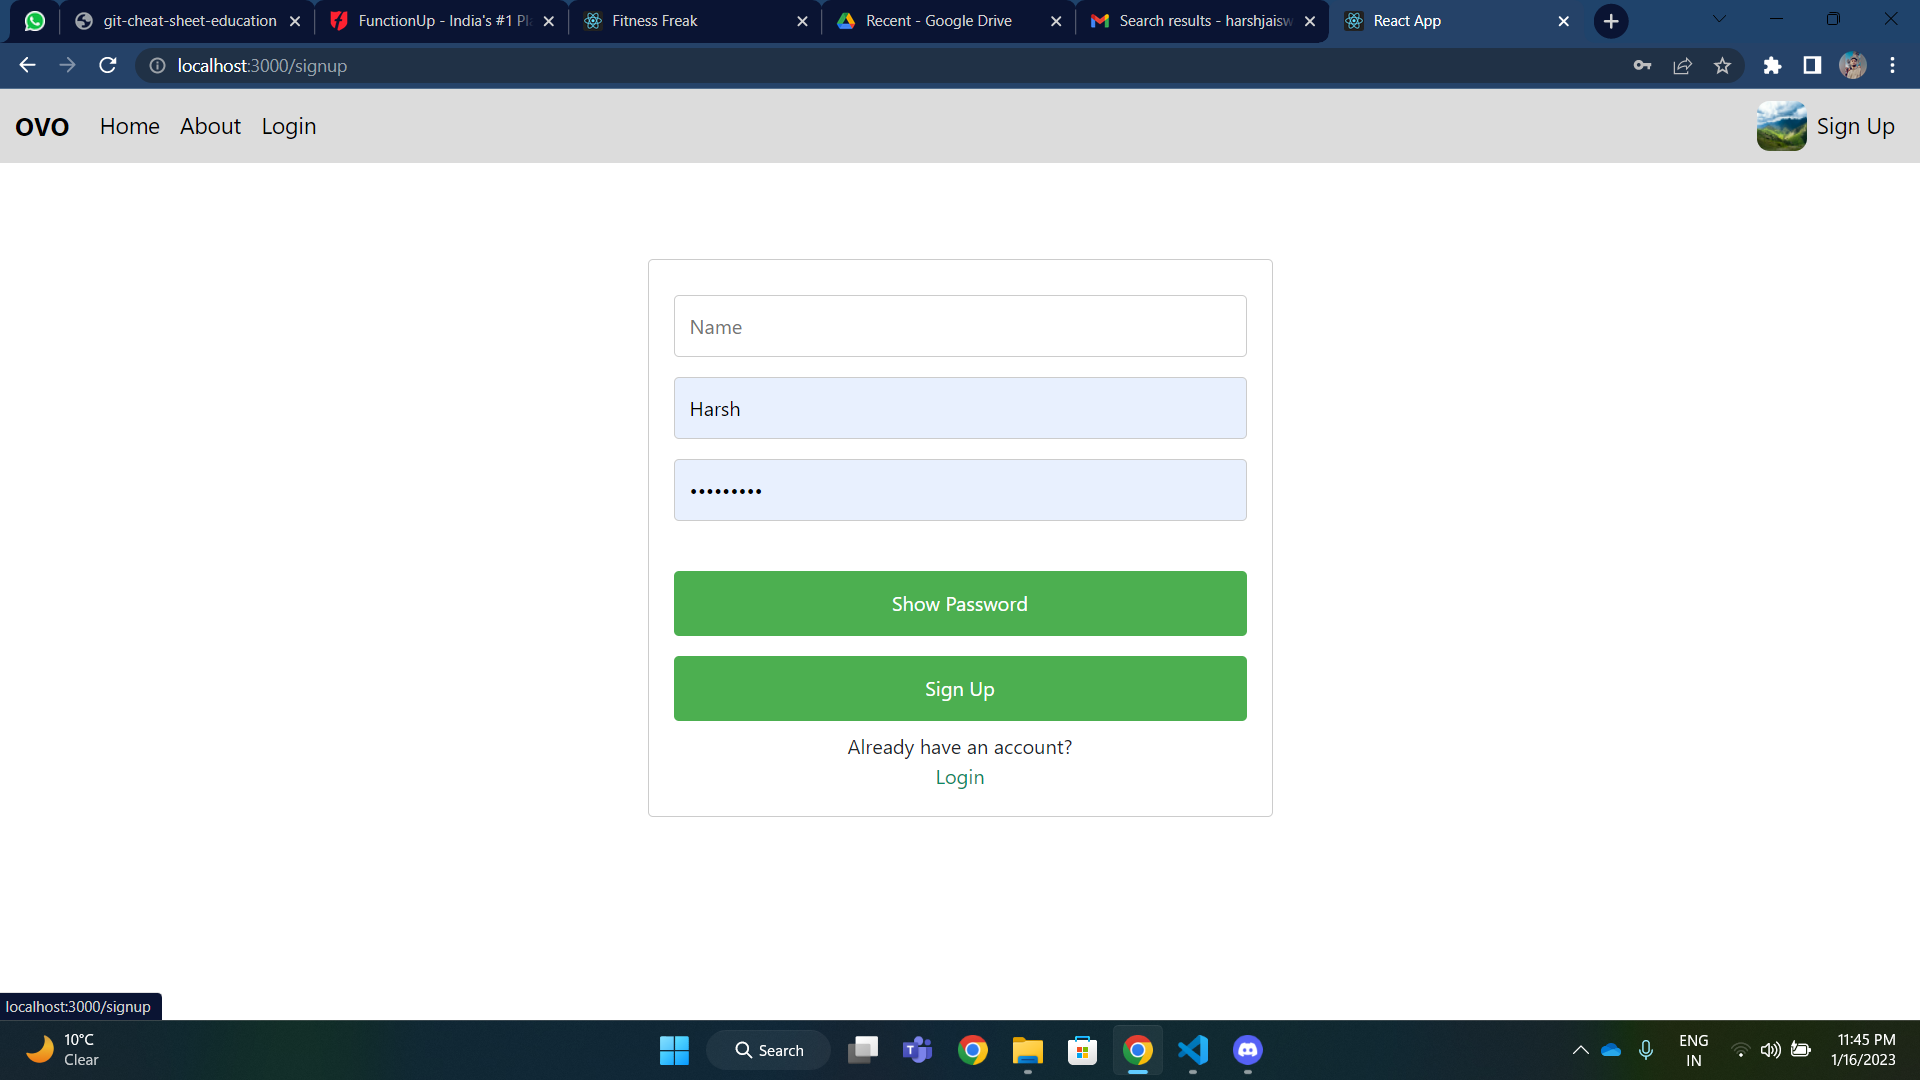 git-cheat-sheet-education
FunctionUp - India's #1 Pl
Fitness Freak
Recent - Google Drive
Search results - harshjaisw
React App
localhost:3000/signup
OVO Home About Login Sign Up
Name
Harsh
•••••••••
Show Password
Sign Up
Already have an account?
Login
localhost:3000/signup
10°C
Clear
Search
ENG
IN
11:45 PM
1/16/2023